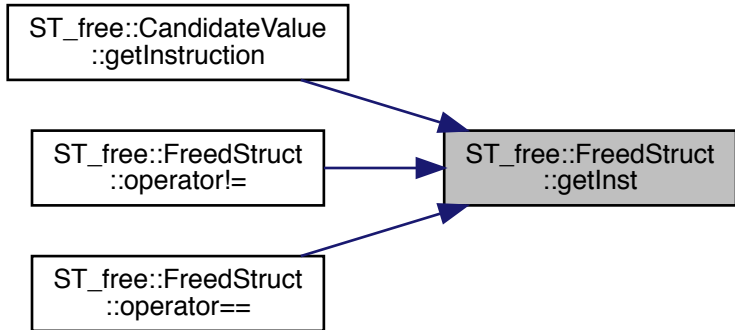 ST_free::CandidateValue
::getInstruction
ST_free::FreedStruct
::operator!=
ST_free::FreedStruct
::getInst
ST_free::FreedStruct
::operator==